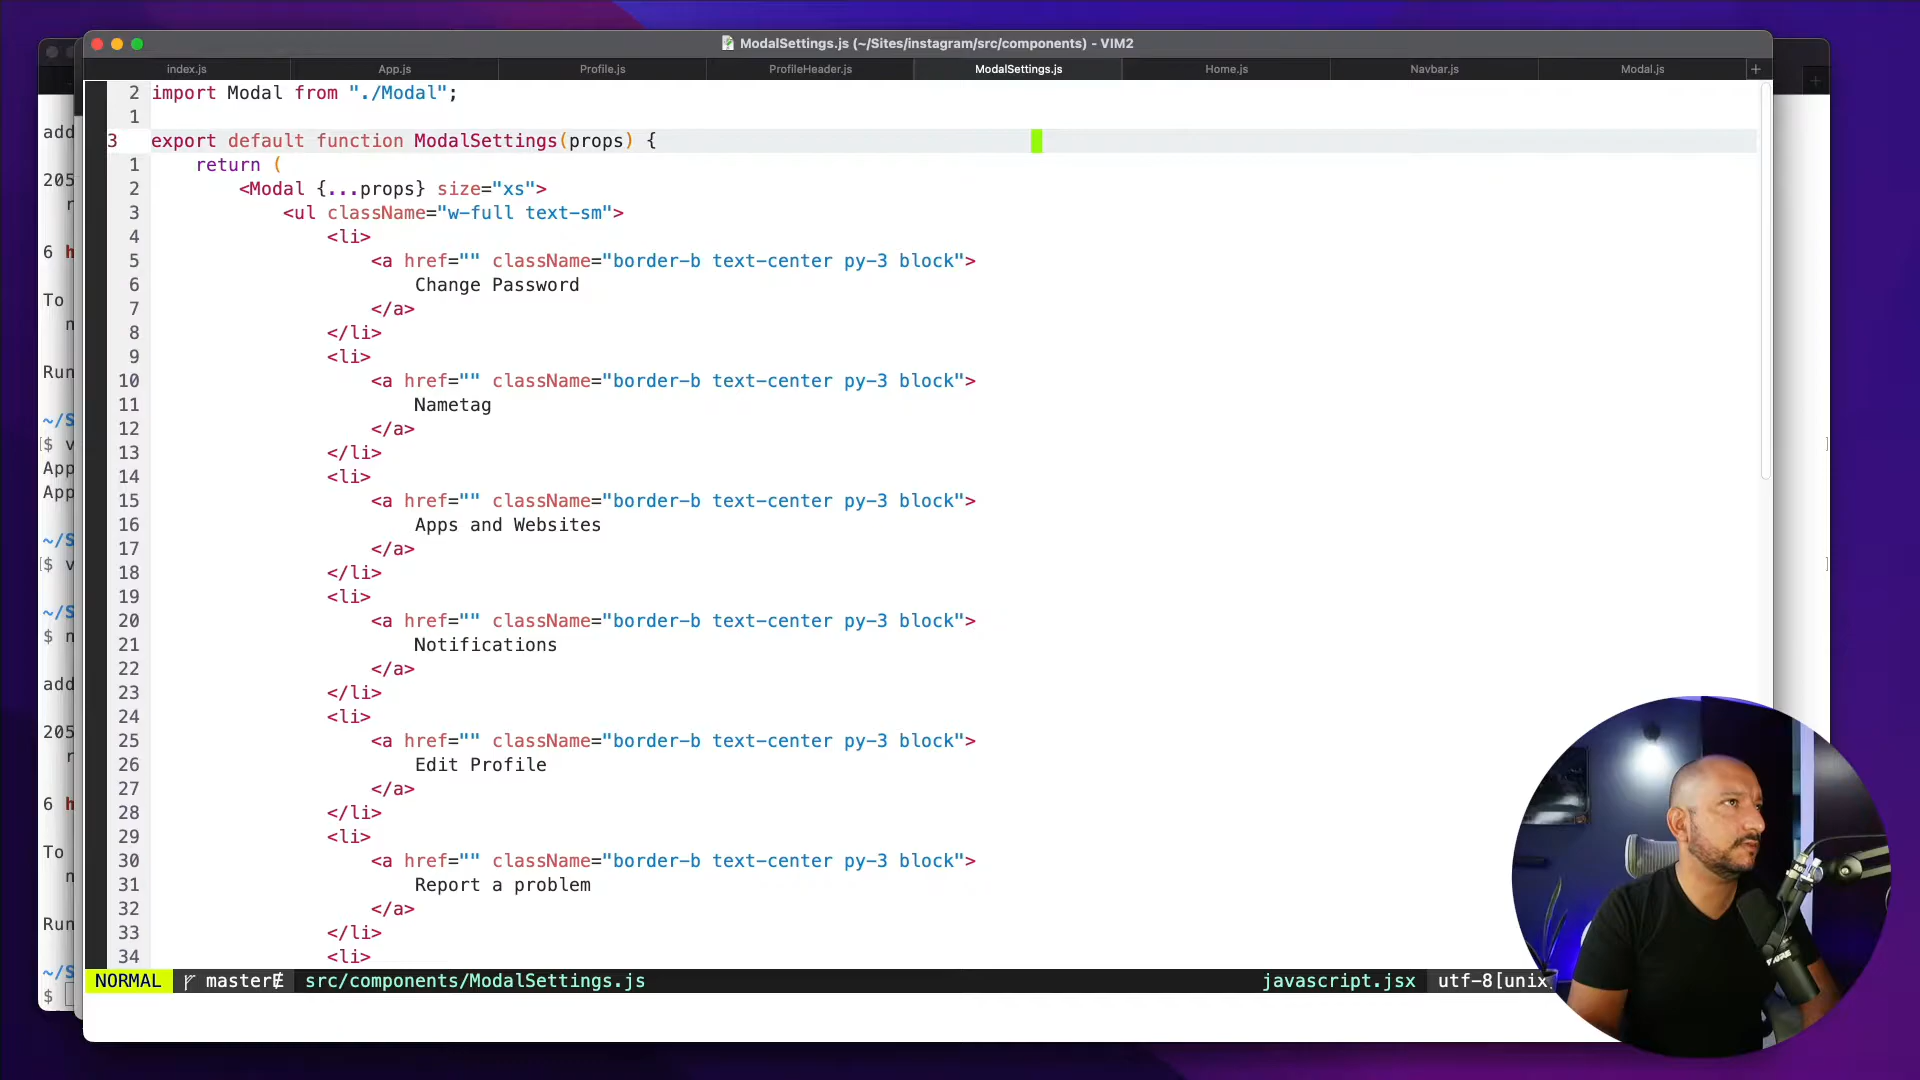 ModalSettings.js (~/Sites/instagram/src/components) - VIM2
index.js App.js Profile.js ProfileHeader.js ModalSettings.js Home.js Navbar.js Modal.js +
2 import Modal from "./Modal";
1
3 export default function ModalSettings(props) {
1 return (
2 <Modal {...props} size="xs">
3 <ul className="w-full text-sm">
4 <li>
5 <a href="" className="border-b text-center py-3 block">
6 Change Password
7 </a>
8 </li>
9 <li>
10 <a href="" className="border-b text-center py-3 block">
11 Nametag
12 </a>
13 </li>
14 <li>
15 <a href="" className="border-b text-center py-3 block">
16 Apps and Websites
17 </a>
18 </li>
19 <li>
20 <a href="" className="border-b text-center py-3 block">
21 Notifications
22 </a>
23 </li>
24 <li>
25 <a href="" className="border-b text-center py-3 block">
26 Edit Profile
27 </a>
28 </li>
29 <li>
30 <a href="" className="border-b text-center py-3 block">
31 Report a problem
32 </a>
33 </li>
34 <li>
NORMAL master src/components/ModalSettings.js javascript.jsx utf-8[unix
add
205
r
6 h
To
n
Run
~/S
[$ v
App
App
~/S
[$ v
~/S
$ n
add
205
r
6 h
To
n
Run
~/S
$